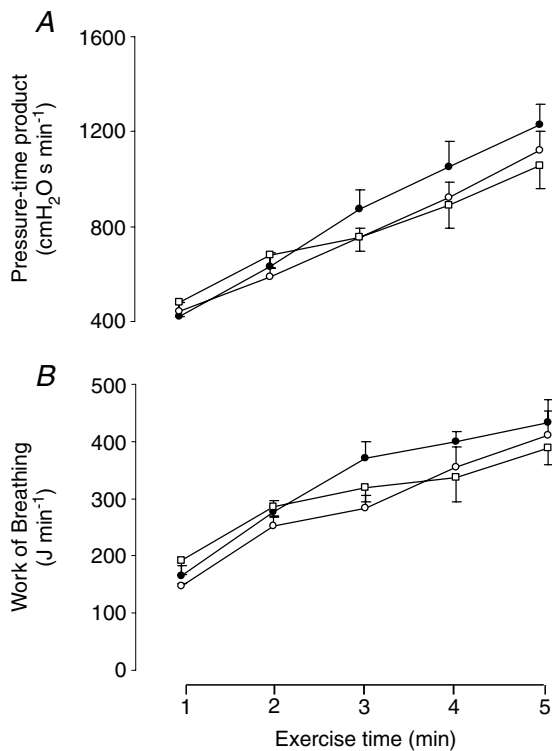 A
1600
1200
800
400
Pressure-time product
(cmH₂O s min⁻¹)
B
500
400
300
200
100
0
Work of Breathing
(J min⁻¹)
1 2 3 4 5
Exercise time (min)